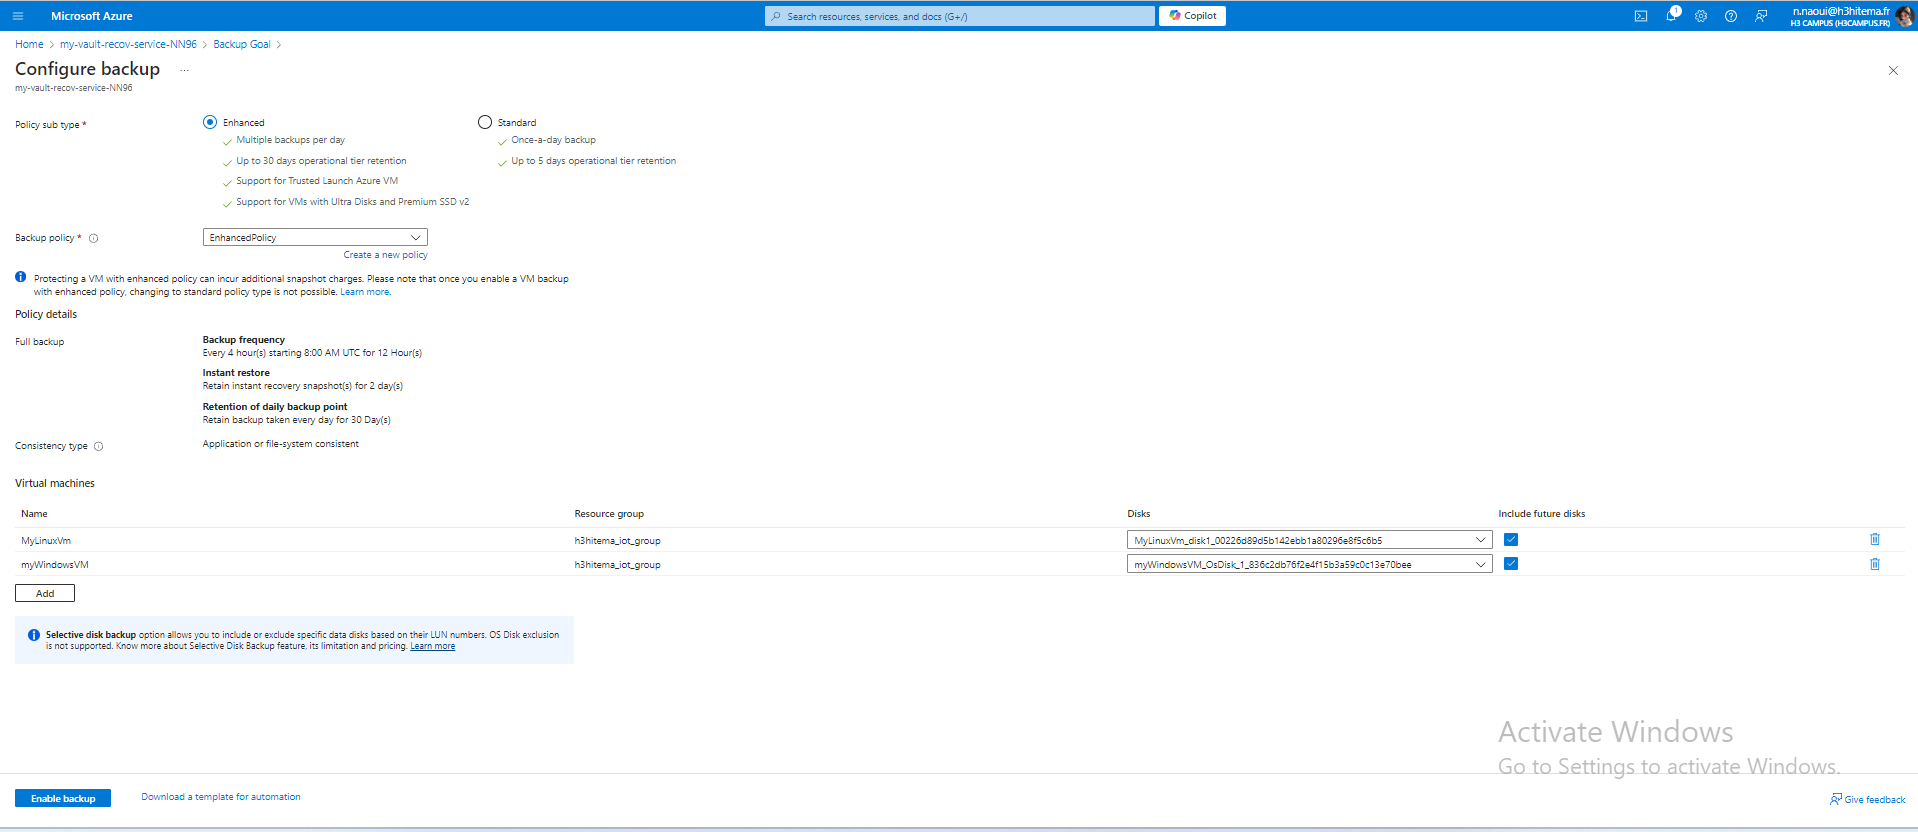 Microsoft Azure
Search resources, services, and docs (G+/)
Copilot
1
n.naoui@h3hitema.fr
H3 CAMPUS (H3CAMPUS.FR)
Home > my-vault-recov-service-NN96 > Backup Goal >
Configure backup ...
my-vault-recov-service-NN96
Policy sub type *
Enhanced
Multiple backups per day
Up to 30 days operational tier retention
Support for Trusted Launch Azure VM
Support for VMs with Ultra Disks and Premium SSD v2
Standard
Once-a-day backup
Up to 5 days operational tier retention
Backup policy *
EnhancedPolicy
Create a new policy
Protecting a VM with enhanced policy can incur additional snapshot charges. Please note that once you enable a VM backup
with enhanced policy, changing to standard policy type is not possible. Learn more.
Policy details
Full backup
Backup frequency
Every 4 hour(s) starting 8:00 AM UTC for 12 Hour(s)
Instant restore
Retain instant recovery snapshot(s) for 2 day(s)
Retention of daily backup point
Retain backup taken every day for 30 Day(s)
Consistency type
Application or file-system consistent
Virtual machines
Name Resource group Disks Include future disks
MyLinuxVm h3hitema_iot_group MyLinuxVm_disk1_00226d89d5b142ebb1a80296e8f5c6b5
myWindowsVM h3hitema_iot_group myWindowsVM_OsDisk_1_836c2db76f2e4f15b3a59c0c13e70bee
Add
Selective disk backup option allows you to include or exclude specific data disks based on their LUN numbers. OS Disk exclusion
is not supported. Know more about Selective Disk Backup feature, its limitation and pricing. Learn more
Activate Windows
Go to Settings to activate Windows.
Enable backup
Download a template for automation
Give feedback